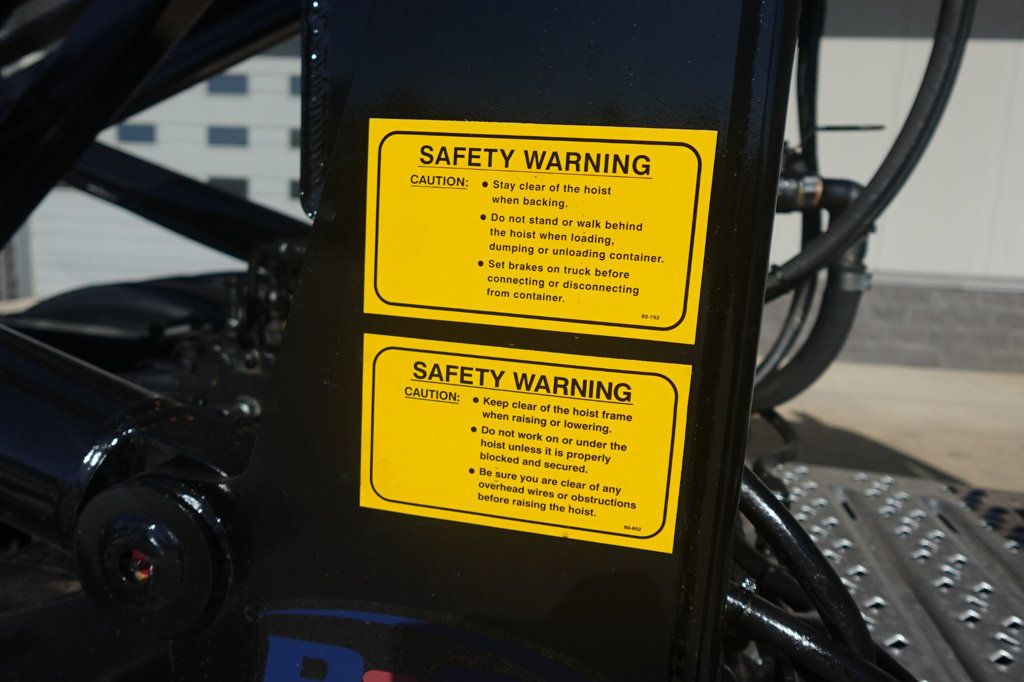 SAFETY WARNING
CAUTION: • Stay clear of the hoist
when backing.
• Do not stand or walk behind
the hoist when loading,
dumping or unloading container.
• Set brakes on truck before
connecting or disconnecting
from container.
60-792
SAFETY WARNING
CAUTION: • Keep clear of the hoist frame
when raising or lowering.
• Do not work on or under the
hoist unless it is properly
blocked and secured.
• Be sure you are clear of any
overhead wires or obstructions
before raising the hoist.
60-802